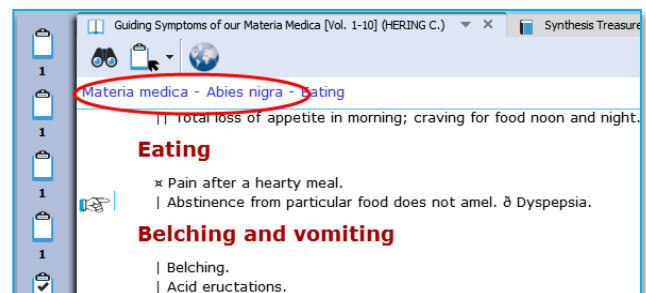 Guiding Symptoms of our Materia Medica [Vol. 1-10] (HERING C.)
Synthesis Treasure
1
1
1
1
Materia medica - Abies nigra - Eating
|| Total loss of appetite in morning; craving for food noon and night.
Eating
¤ Pain after a hearty meal.
| Abstinence from particular food does not amel. ð Dyspepsia.
Belching and vomiting
| Belching.
| Acid eructations.